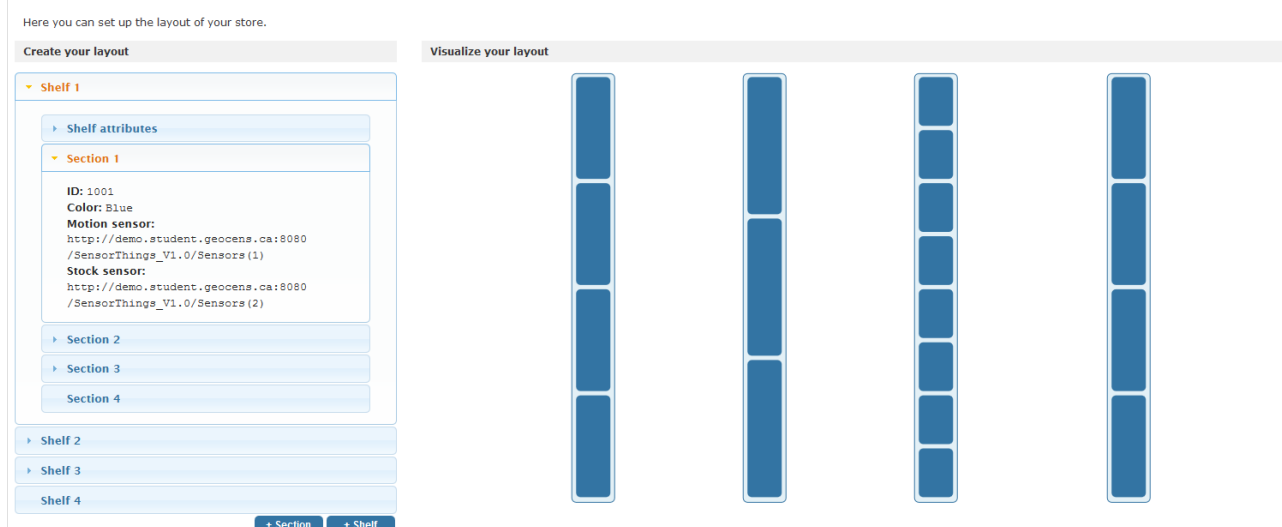 Here you can set up the layout of your store.
Create your layout
Visualize your layout
Shelf 1
Shelf attributes
Section 1
ID: 1001
Color: Blue
Motion sensor:
http://demo.student.geocens.ca:8080
/SensorThings_V1.0/Sensors(1)
Stock sensor:
http://demo.student.geocens.ca:8080
/SensorThings_V1.0/Sensors(2)
Section 2
Section 3
Section 4
Shelf 2
Shelf 3
Shelf 4
+ Section
+ Shelf